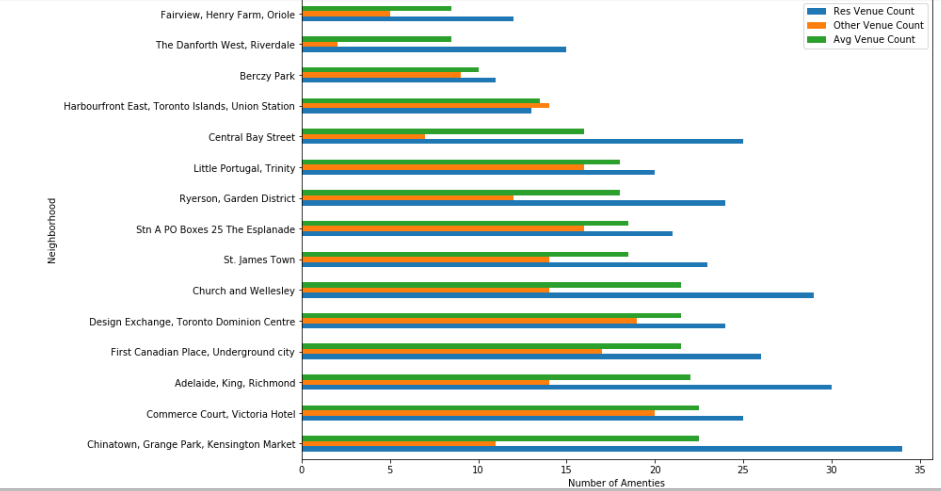 Res Venue Count
Other Venue Count
Avg Venue Count
Neighborhood
Fairview, Henry Farm, Oriole
The Danforth West, Riverdale
Berczy Park
Harbourfront East, Toronto Islands, Union Station
Central Bay Street
Little Portugal, Trinity
Ryerson, Garden District
Stn A PO Boxes 25 The Esplanade
St. James Town
Church and Wellesley
Design Exchange, Toronto Dominion Centre
First Canadian Place, Underground city
Adelaide, King, Richmond
Commerce Court, Victoria Hotel
Chinatown, Grange Park, Kensington Market
0 5 10 15 20 25 30 35
Number of Amenties